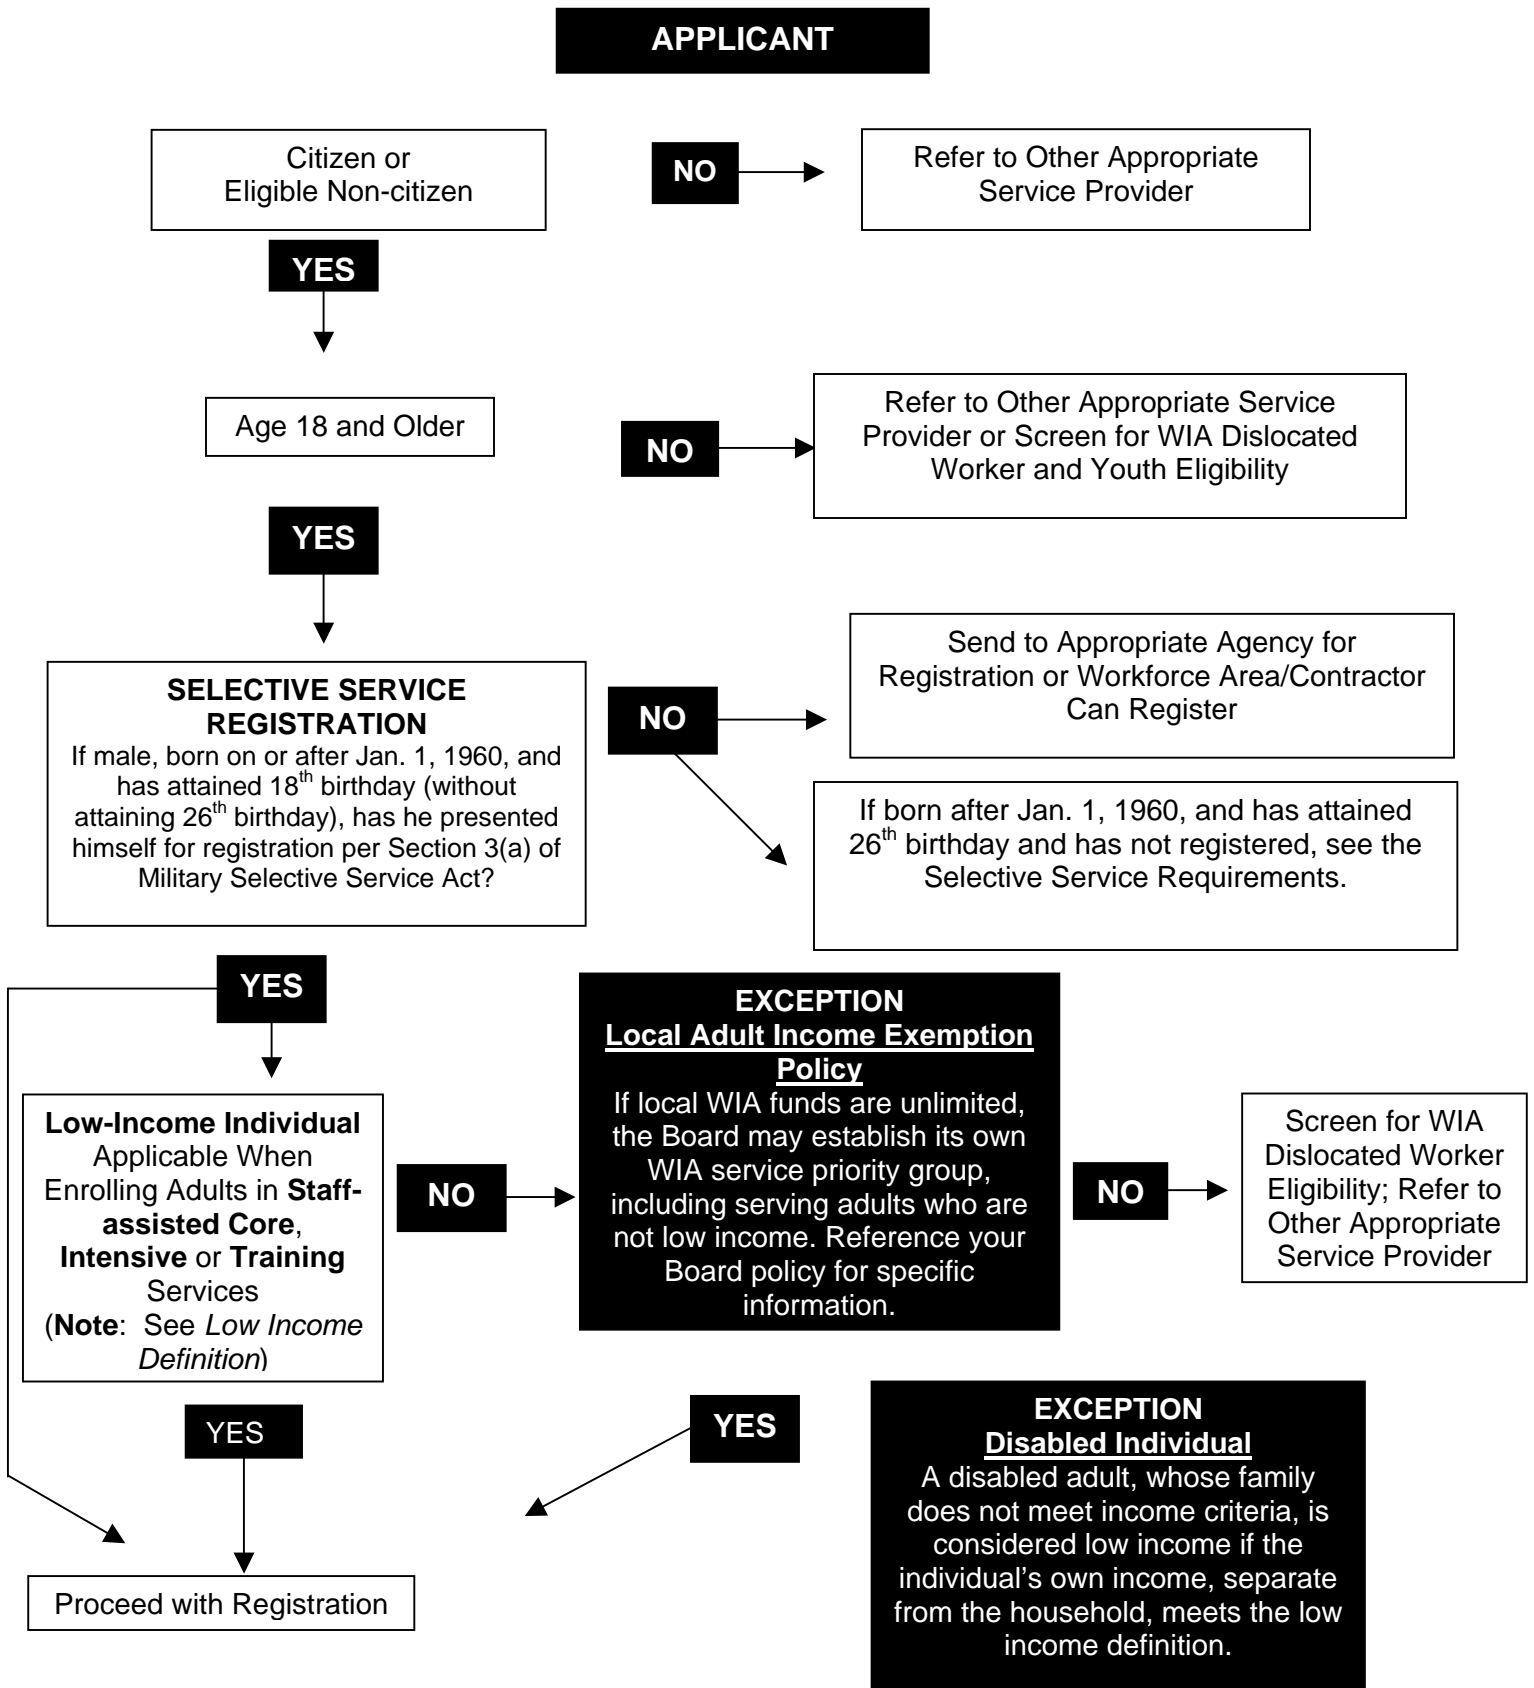 APPLICANT
Citizen or
Eligible Non-citizen
NO
Refer to Other Appropriate
Service Provider
YES
Age 18 and Older
NO
Refer to Other Appropriate Service
Provider or Screen for WIA Dislocated
Worker and Youth Eligibility
YES
SELECTIVE SERVICE
REGISTRATION
If male, born on or after Jan. 1, 1960, and
has attained 18th birthday (without
attaining 26th birthday), has he presented
himself for registration per Section 3(a) of
Military Selective Service Act?
NO
Send to Appropriate Agency for
Registration or Workforce Area/Contractor
Can Register
If born after Jan. 1, 1960, and has attained
26th birthday and has not registered, see the
Selective Service Requirements.
YES
Low-Income Individual
Applicable When
Enrolling Adults in Staff-
assisted Core,
Intensive or Training
Services
(Note: See Low Income
Definition)
NO
EXCEPTION
Local Adult Income Exemption
Policy
If local WIA funds are unlimited,
the Board may establish its own
WIA service priority group,
including serving adults who are
not low income. Reference your
Board policy for specific
information.
NO
Screen for WIA
Dislocated Worker
Eligibility; Refer to
Other Appropriate
Service Provider
YES
YES
EXCEPTION
Disabled Individual
A disabled adult, whose family
does not meet income criteria, is
considered low income if the
individual's own income, separate
from the household, meets the low
income definition.
Proceed with Registration